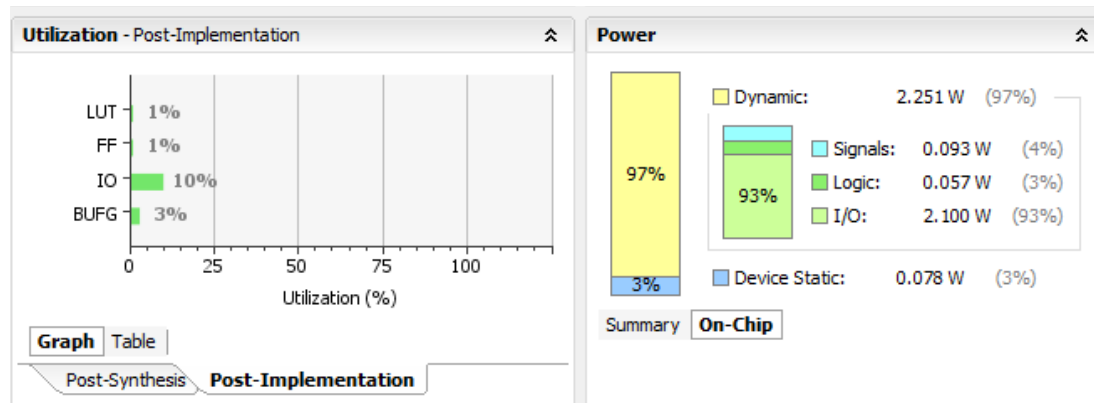 Utilization - Post-Implementation
LUT 1%
FF 1%
IO 10%
BUFG 3%
0 25 50 75 100
Utilization (%)
Graph Table
Post-Synthesis Post-Implementation
Power
97%
3%
Dynamic: 2.251 W (97%)
93%
Signals: 0.093 W (4%)
Logic: 0.057 W (3%)
I/O: 2.100 W (93%)
Device Static: 0.078 W (3%)
Summary On-Chip